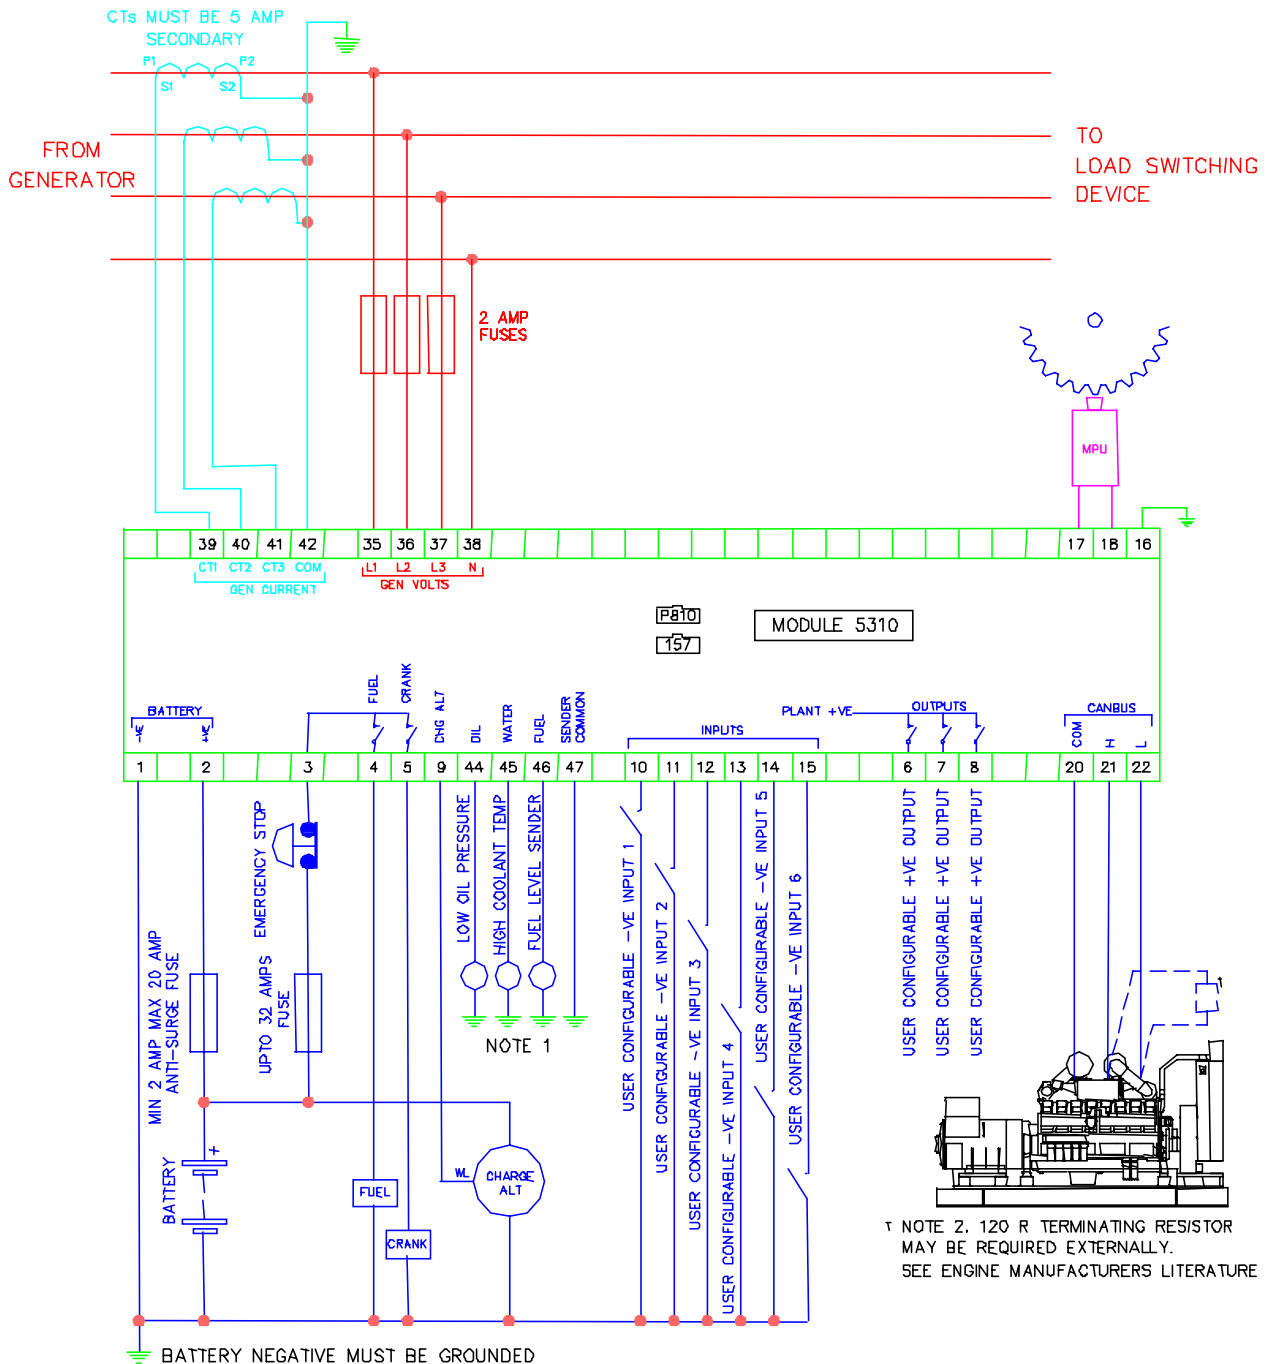 CTs MUST BE 5 AMP
SECONDARY
P1
P2
S1
S2
FROM
GENERATOR
TO
LOAD SWITCHING
DEVICE
2 AMP
FUSES
MPU
39
40
41
42
35
36
37
38
17
18
16
CT1
CT2
CT3
COM
GEN CURRENT
L1
L2
L3
N
GEN VOLTS
P810
157
MODULE 5310
BATTERY
-VE
+VE
FUEL
CRANK
CHG ALT
OIL
WATER
FUEL
SENDER
COMMON
INPUTS
PLANT +VE
OUTPUTS
CANBUS
COM
H
L
1
2
3
4
5
9
44
45
46
47
10
11
12
13
14
15
6
7
8
20
21
22
MIN 2 AMP MAX 20 AMP
ANTI-SURGE FUSE
EMERGENCY STOP
UPTO 32 AMPS
FUSE
LOW OIL PRESSURE
HIGH COOLANT TEMP
FUEL LEVEL SENDER
NOTE 1
USER CONFIGURABLE -VE INPUT 1
USER CONFIGURABLE -VE INPUT 2
USER CONFIGURABLE -VE INPUT 3
USER CONFIGURABLE -VE INPUT 4
USER CONFIGURABLE -VE INPUT 5
USER CONFIGURABLE -VE INPUT 6
USER CONFIGURABLE +VE OUTPUT
USER CONFIGURABLE +VE OUTPUT
USER CONFIGURABLE +VE OUTPUT
BATTERY
+
FUEL
CRANK
WL
CHARGE
ALT
NOTE 2. 120 R TERMINATING RESISTOR
MAY BE REQUIRED EXTERNALLY.
SEE ENGINE MANUFACTURERS LITERATURE
BATTERY NEGATIVE MUST BE GROUNDED